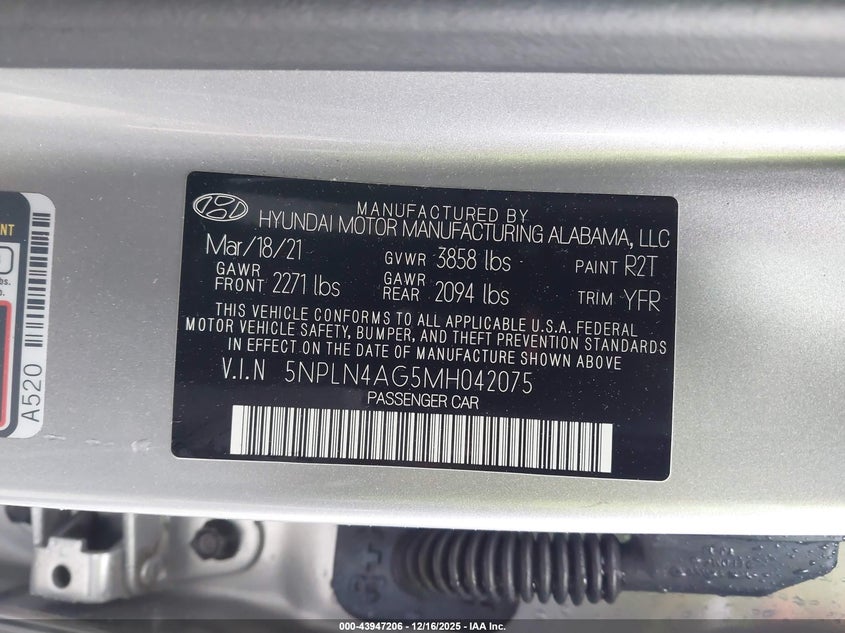 MANUFACTURED BY
HYUNDAI MOTOR MANUFACTURING ALABAMA, LLC
Mar/18/21 GVWR 3858 lbs PAINT R2T
GAWR FRONT 2271 lbs GAWR REAR 2094 lbs TRIM YFR
THIS VEHICLE CONFORMS TO ALL APPLICABLE U.S.A. FEDERAL
MOTOR VEHICLE SAFETY, BUMPER, AND THEFT PREVENTION STANDARDS
IN EFFECT ON THE DATE OF MANUFACTURE SHOWN ABOVE
V.I.N 5NPLN4AG5MH042075
PASSENGER CAR
A520
000-43947206 - 12/16/2025 - IAA Inc.